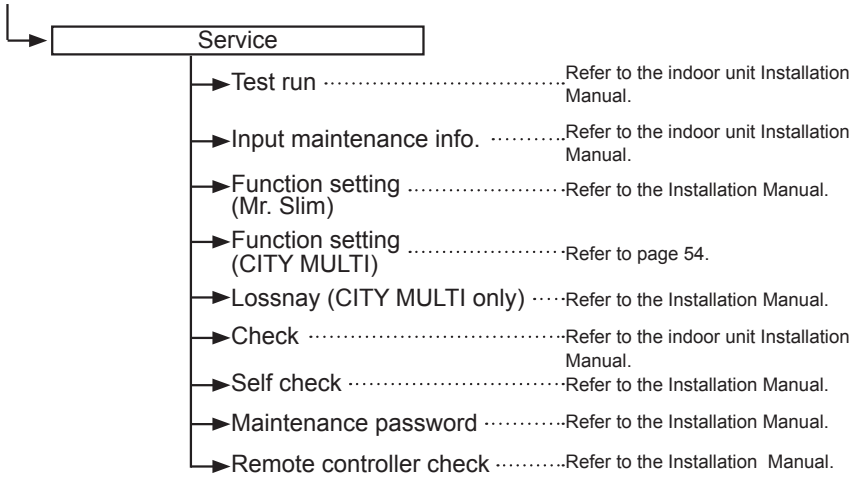 Service
Test run Refer to the indoor unit Installation
Manual.
Input maintenance info. Refer to the indoor unit Installation
Manual.
Function setting
(Mr. Slim) Refer to the Installation Manual.
Function setting
(CITY MULTI) Refer to page 54.
Lossnay (CITY MULTI only) Refer to the Installation Manual.
Check Refer to the indoor unit Installation
Manual.
Self check Refer to the Installation Manual.
Maintenance password Refer to the Installation Manual.
Remote controller check Refer to the Installation Manual.